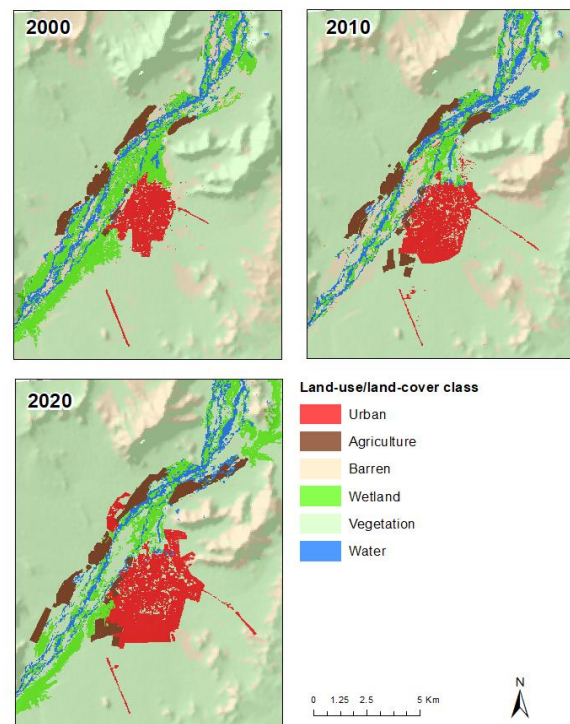 2000
2010
2020
Land-use/land-cover class
Urban
Agriculture
Barren
Wetland
Vegetation
Water
0 1.25 2.5 5 Km
N